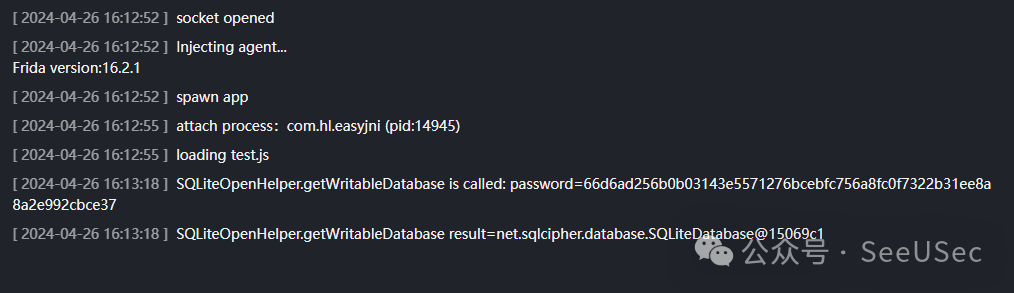 [ 2024-04-26 16:12:52 ] socket opened
[ 2024-04-26 16:12:52 ] Injecting agent...
Frida version:16.2.1
[ 2024-04-26 16:12:52 ] spawn app
[ 2024-04-26 16:12:55 ] attach process：com.hl.easyjni (pid:14945)
[ 2024-04-26 16:12:55 ] loading test.js
[ 2024-04-26 16:13:18 ] SQLiteOpenHelper.getWritableDatabase is called: password=66d6ad256b0b03143e5571276bcebfc756a8fc0f7322b31ee8a
8a2e992cbce37
[ 2024-04-26 16:13:18 ] SQLiteOpenHelper.getWritableDatabase result=net.sqlcipher.database.SQLiteDatabase@15069c1
公众号 · SeeUSec